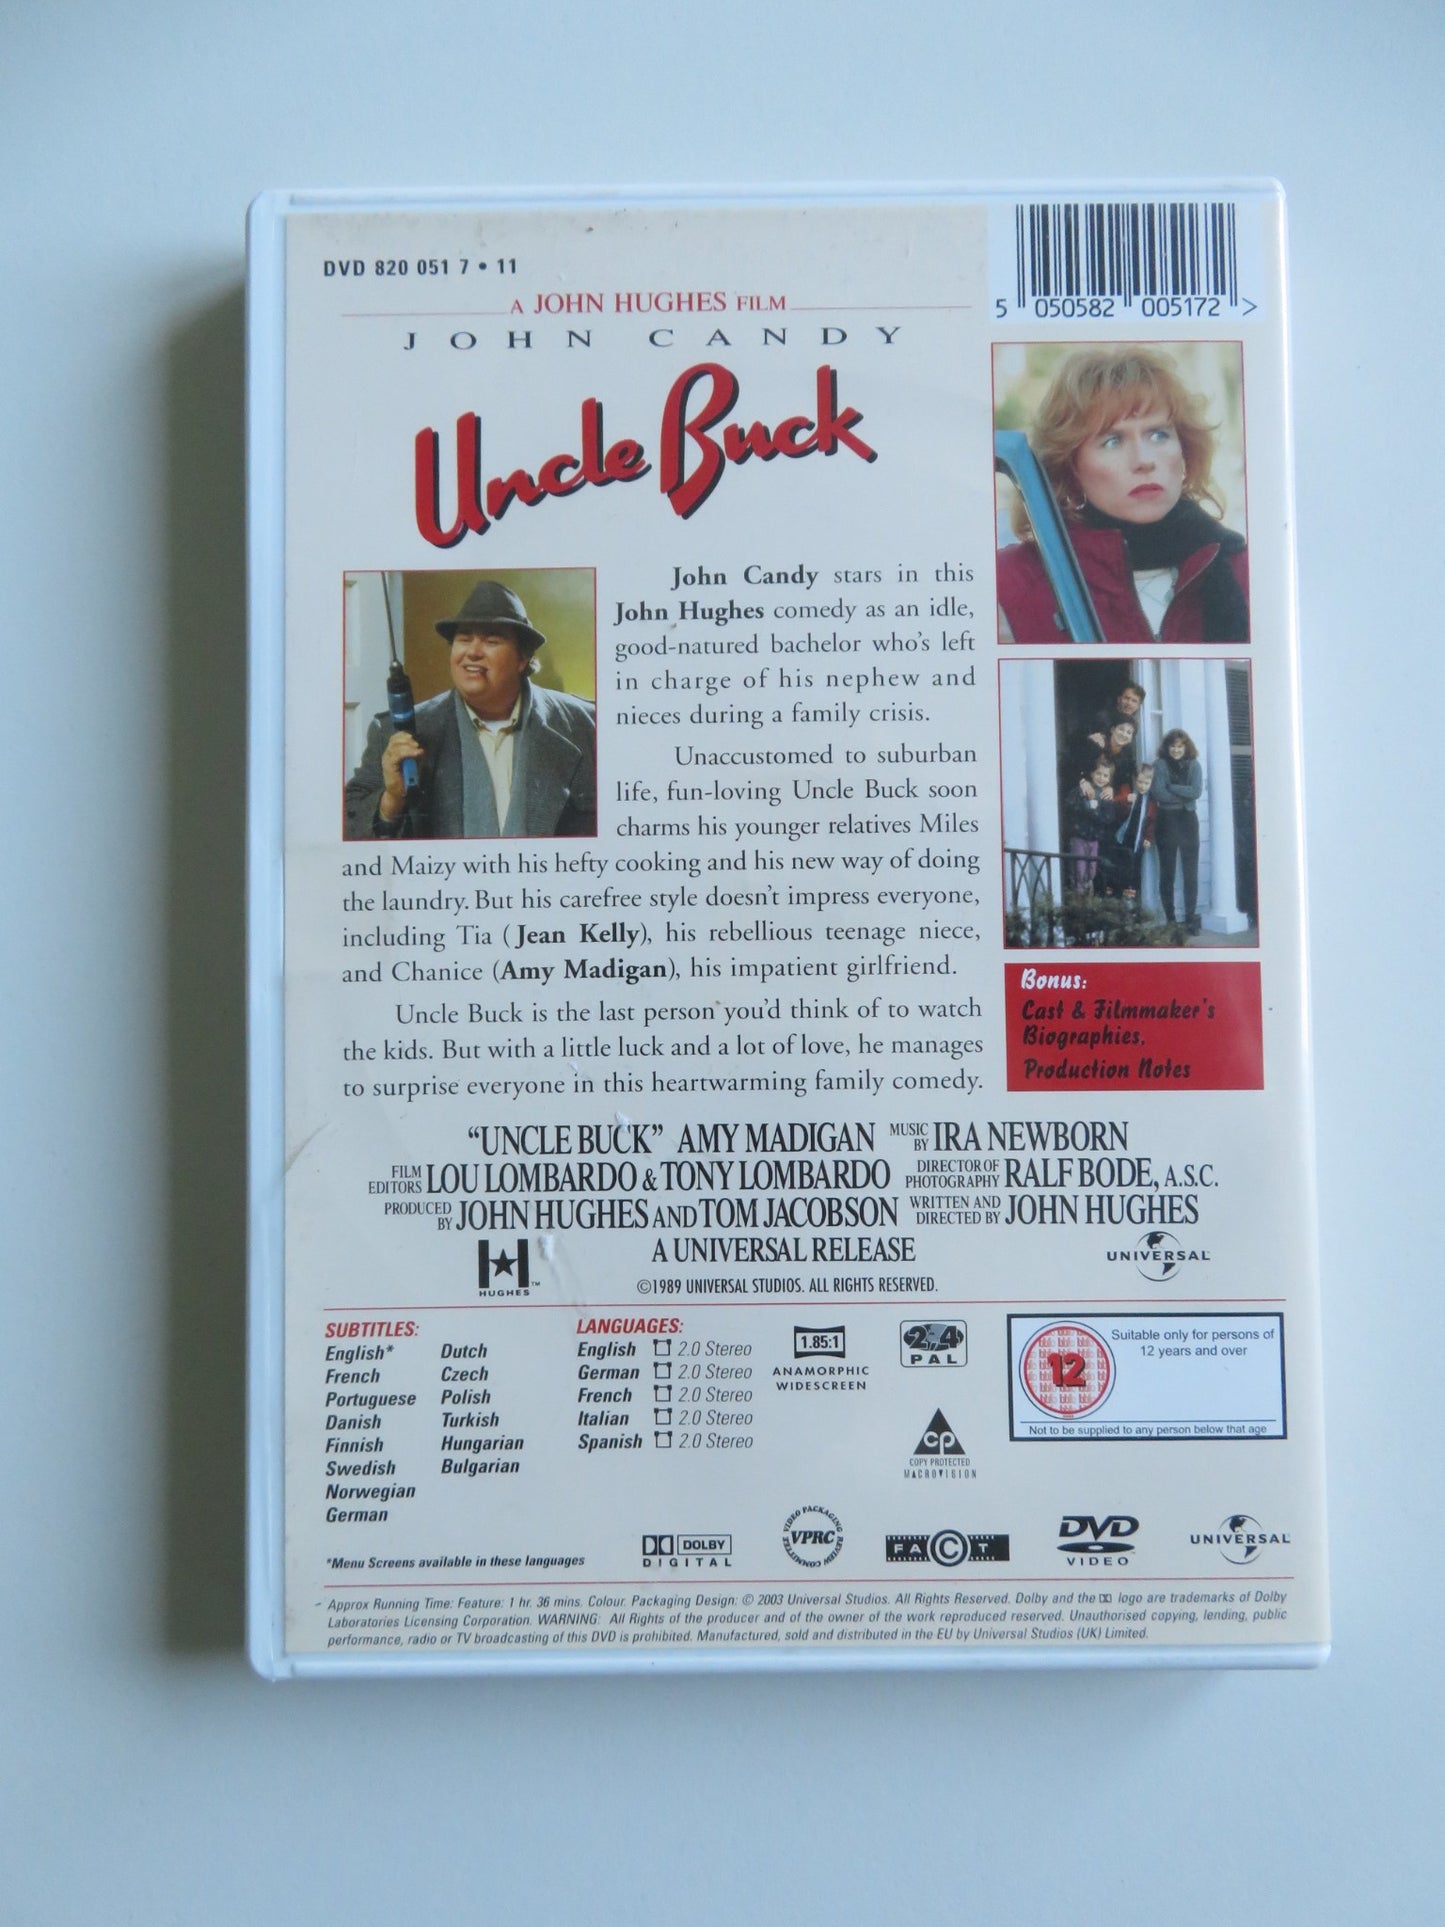 DVD 820 051 7 • 11
5 050582 005172 >
A JOHN HUGHES FILM
JOHN CANDY
Uncle Buck
John Candy stars in this
John Hughes comedy as an idle,
good-natured bachelor who's left
in charge of his nephew and
nieces during a family crisis.
Unaccustomed to suburban
life, fun-loving Uncle Buck soon
charms his younger relatives Miles
and Maizy with his hefty cooking and his new way of doing
the laundry. But his carefree style doesn't impress everyone,
including Tia (Jean Kelly), his rebellious teenage niece,
and Chanice (Amy Madigan), his impatient girlfriend.
Uncle Buck is the last person you'd think of to watch
the kids. But with a little luck and a lot of love, he manages
to surprise everyone in this heartwarming family comedy.
Bonus:
Cast & Filmmaker's
Biographies,
Production Notes
"UNCLE BUCK" AMY MADIGAN MUSIC BY IRA NEWBORN
FILM EDITORS LOU LOMBARDO & TONY LOMBARDO DIRECTOR OF PHOTOGRAPHY RALF BODE, A.S.C.
PRODUCED BY JOHN HUGHES AND TOM JACOBSON WRITTEN AND DIRECTED BY JOHN HUGHES
A UNIVERSAL RELEASE
H HUGHES™
UNIVERSAL
©1989 UNIVERSAL STUDIOS. ALL RIGHTS RESERVED.
SUBTITLES:
English*
French
Portuguese
Danish
Finnish
Swedish
Norwegian
German
Dutch
Czech
Polish
Turkish
Hungarian
Bulgarian
*Menu Screens available in these languages
LANGUAGES:
English 2.0 Stereo
German 2.0 Stereo
French 2.0 Stereo
Italian 2.0 Stereo
Spanish 2.0 Stereo
1.85:1
ANAMORPHIC
WIDESCREEN
2 4
PAL
CP
COPY PROTECTED
MACROVISION
12
Suitable only for persons of
12 years and over
Not to be supplied to any person below that age
DOLBY
DIGITAL
VIDEO PACKAGING REVIEW COMMITTEE
VPRC
FACT
DVD
VIDEO
UNIVERSAL
Approx Running Time: Feature: 1 hr. 36 mins. Colour. Packaging Design: © 2003 Universal Studios. All Rights Reserved. Dolby and the logo are trademarks of Dolby
Laboratories Licensing Corporation. WARNING: All Rights of the producer and of the owner of the work reproduced reserved. Unauthorised copying, lending, public
performance, radio or TV broadcasting of this DVD is prohibited. Manufactured, sold and distributed in the EU by Universal Studios (UK) Limited.